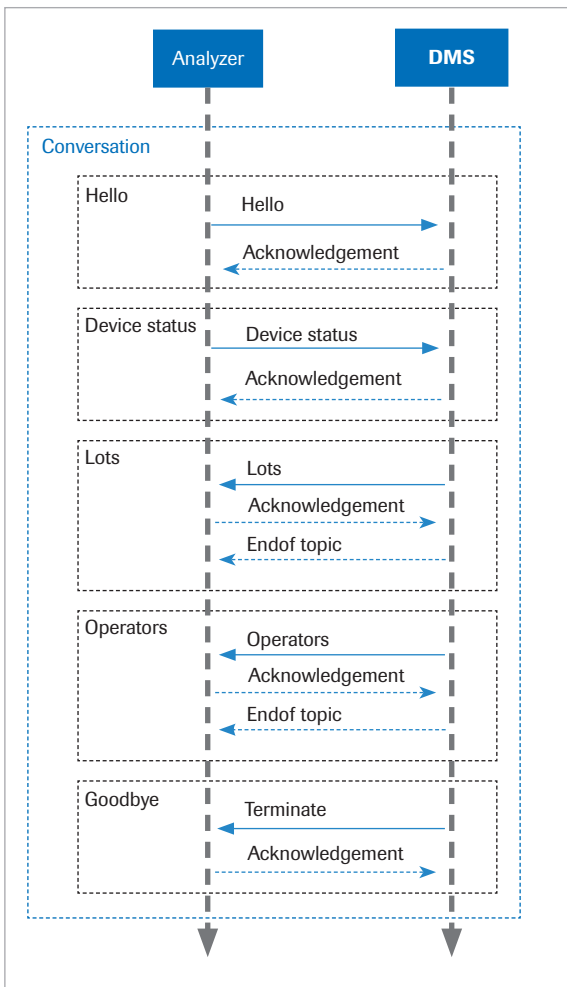 Analyzer
DMS
Conversation
Hello
Hello
Acknowledgement
Device status
Device status
Acknowledgement
Lots
Lots
Acknowledgement
Endof topic
Operators
Operators
Acknowledgement
Endof topic
Goodbye
Terminate
Acknowledgement